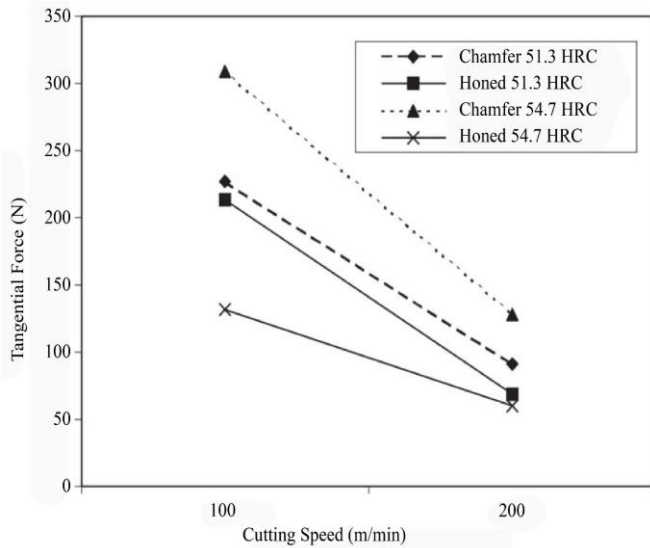 350
300
250
200
150
100
50
0
Tangential Force (N)
Chamfer 51.3 HRC
Honed 51.3 HRC
Chamfer 54.7 HRC
Honed 54.7 HRC
100
200
Cutting Speed (m/min)